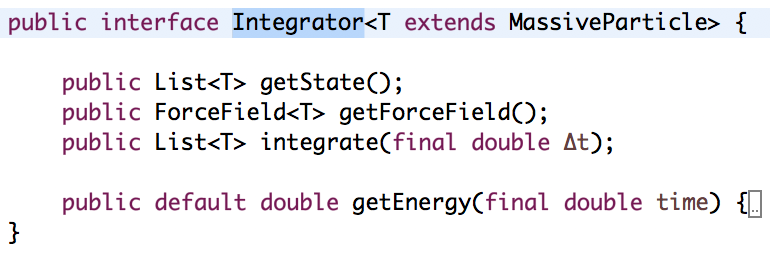 public interface Integrator<T extends MassiveParticle> {
public List<T> getState();
public ForceField<T> getForceField();
public List<T> integrate(final double Δt);
public default double getEnergy(final double time) {..
}